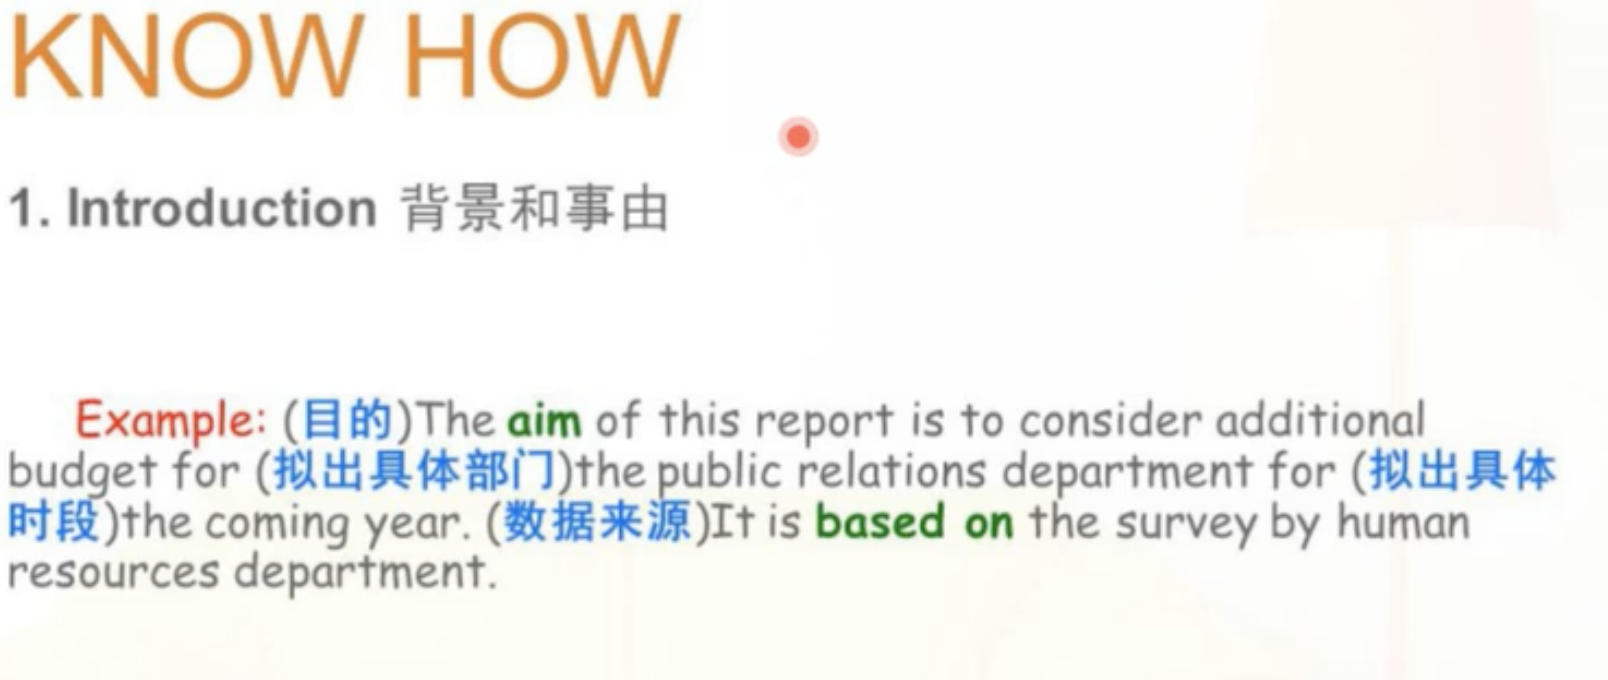 KNOW HOW
1. Introduction 背景和事由
Example: (目的)The aim of this report is to consider additional
budget for (拟出具体部门)the public relations department for (拟出具体
时段)the coming year. (数据来源)It is based on the survey by human
resources department.